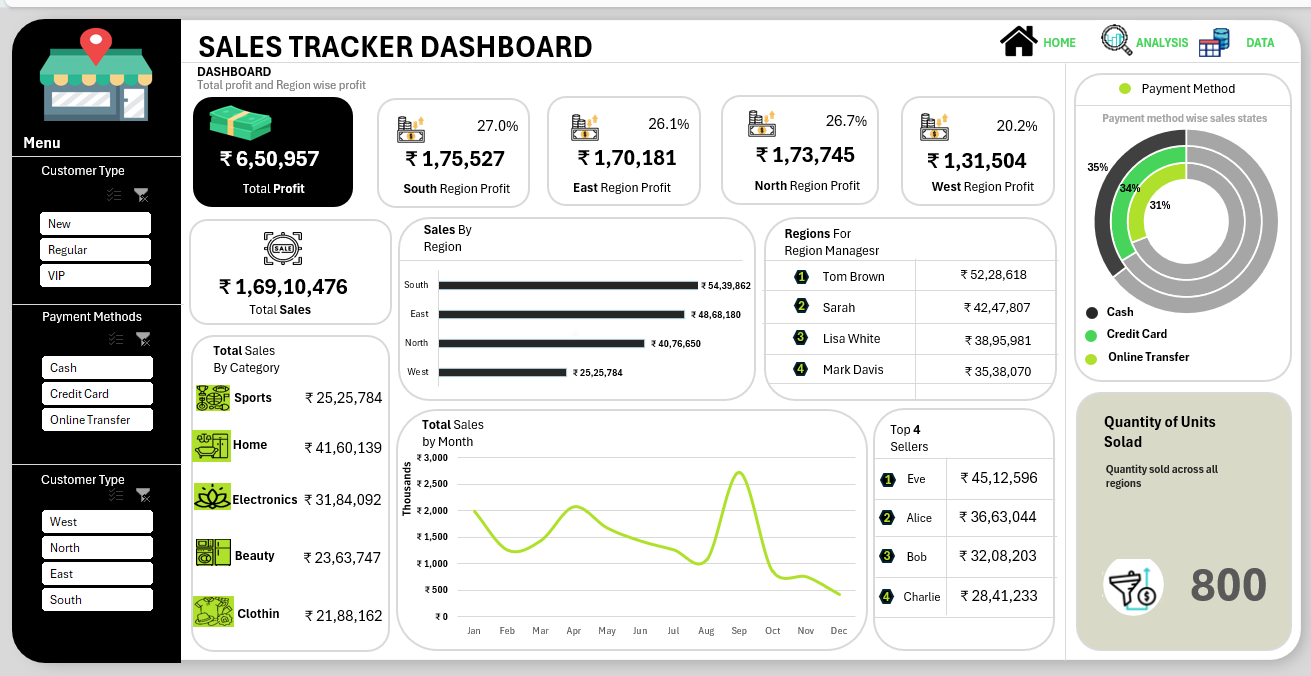 SALES TRACKER DASHBOARD
HOME
ANALYSIS
DATA
DASHBOARD
Total profit and Region wise profit
Menu
Customer Type
New
Regular
VIP
Payment Methods
Cash
Credit Card
Online Transfer
Customer Type
West
North
East
South
₹ 6,50,957
Total Profit
27.0%
₹ 1,75,527
South Region Profit
26.1%
₹ 1,70,181
East Region Profit
26.7%
₹ 1,73,745
North Region Profit
20.2%
₹ 1,31,504
West Region Profit
SALE
₹ 1,69,10,476
Total Sales
Sales By
Region
South ₹ 54,39,862
East ₹ 48,68,180
North ₹ 40,76,650
West ₹ 25,25,784
Regions For
Region Managesr
1 Tom Brown ₹ 52,28,618
2 Sarah ₹ 42,47,807
3 Lisa White ₹ 38,95,981
4 Mark Davis ₹ 35,38,070
Total Sales
By Category
Sports ₹ 25,25,784
Home ₹ 41,60,139
Electronics ₹ 31,84,092
Beauty ₹ 23,63,747
Clothin ₹ 21,88,162
Total Sales
by Month
Thousands
₹ 3,000
₹ 2,500
₹ 2,000
₹ 1,500
₹ 1,000
₹ 500
₹ 0
Jan Feb Mar Apr May Jun Jul Aug Sep Oct Nov Dec
Top 4
Sellers
1 Eve ₹ 45,12,596
2 Alice ₹ 36,63,044
3 Bob ₹ 32,08,203
4 Charlie ₹ 28,41,233
Payment Method
Payment method wise sales states
35%
34%
31%
Cash
Credit Card
Online Transfer
Quantity of Units
Solad
Quantity sold across all
regions
800